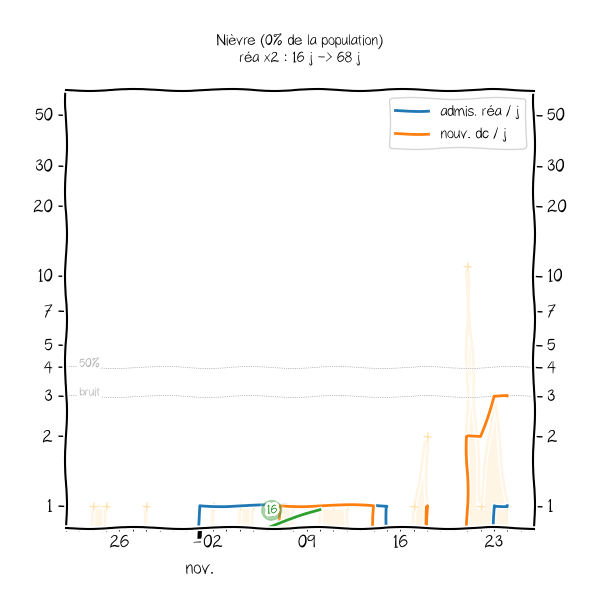 Nièvre (0% de la population)
réa x2 : 16 j -> 68 j
admis. réa / j
nouv. dc / j
50 50
30 30
20 20
10 10
7 7
5 5
50%
4 4
bruit
3 3
2 2
16
1 1
26 02 09 16 23
nov.